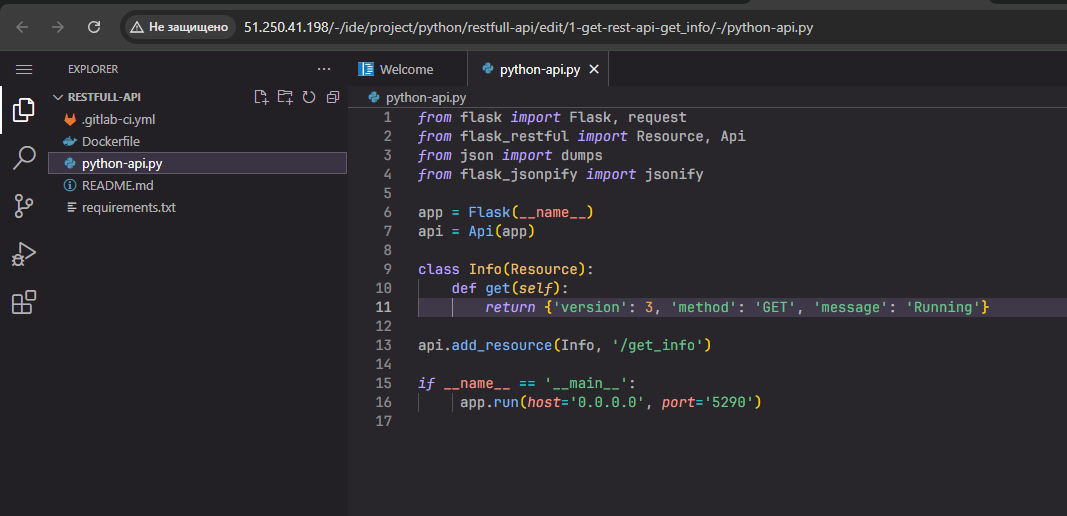 Не защищено 51.250.41.198/-/ide/project/python/restfull-api/edit/1-get-rest-api-get_info/-/python-api.py
EXPLORER ···
RESTFULL-API
.gitlab-ci.yml
Dockerfile
python-api.py
README.md
requirements.txt
Welcome python-api.py
python-api.py
1 from flask import Flask, request
2 from flask_restful import Resource, Api
3 from json import dumps
4 from flask_jsonpify import jsonify
5
6 app = Flask(__name__)
7 api = Api(app)
8
9 class Info(Resource):
10     def get(self):
11         return {'version': 3, 'method': 'GET', 'message': 'Running'}
12
13 api.add_resource(Info, '/get_info')
14
15 if __name__ == '__main__':
16      app.run(host='0.0.0.0', port='5290')
17